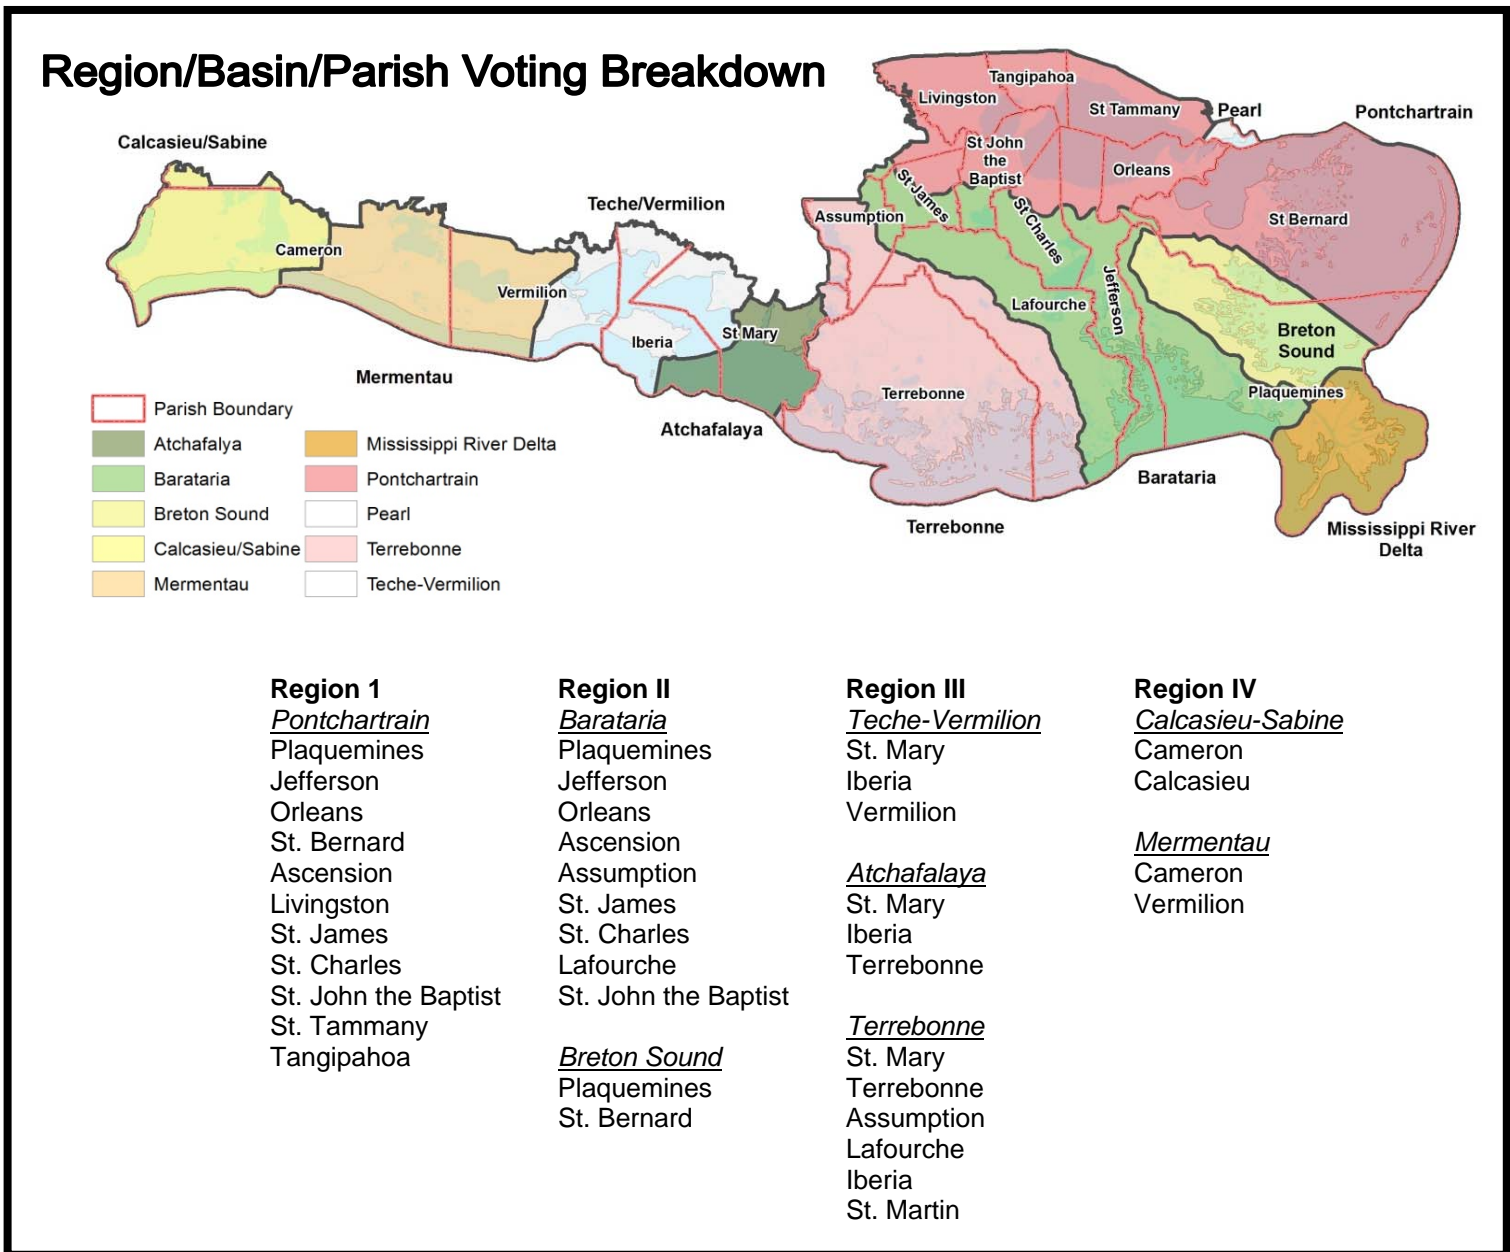 Region/Basin/Parish Voting Breakdown
Calcasieu/Sabine
Cameron
Mermentau
Teche/Vermilion
Vermilion
Iberia
St Mary
Atchafalaya
Assumption
Terrebonne
Terrebonne
Livingston
Tangipahoa
St Tammany
Pearl
Pontchartrain
St John
the
Baptist
Orleans
St James
St Charles
St Bernard
Lafourche
Jefferson
Breton
Sound
Plaquemines
Barataria
Mississippi River
Delta
Parish Boundary
Atchafalya
Barataria
Breton Sound
Calcasieu/Sabine
Mermentau
Mississippi River Delta
Pontchartrain
Pearl
Terrebonne
Teche-Vermilion
Region 1
Pontchartrain
Plaquemines
Jefferson
Orleans
St. Bernard
Ascension
Livingston
St. James
St. Charles
St. John the Baptist
St. Tammany
Tangipahoa
Region II
Barataria
Plaquemines
Jefferson
Orleans
Ascension
Assumption
St. James
St. Charles
Lafourche
St. John the Baptist
Breton Sound
Plaquemines
St. Bernard
Region III
Teche-Vermilion
St. Mary
Iberia
Vermilion
Atchafalaya
St. Mary
Iberia
Terrebonne
Terrebonne
St. Mary
Terrebonne
Assumption
Lafourche
Iberia
St. Martin
Region IV
Calcasieu-Sabine
Cameron
Calcasieu
Mermentau
Cameron
Vermilion